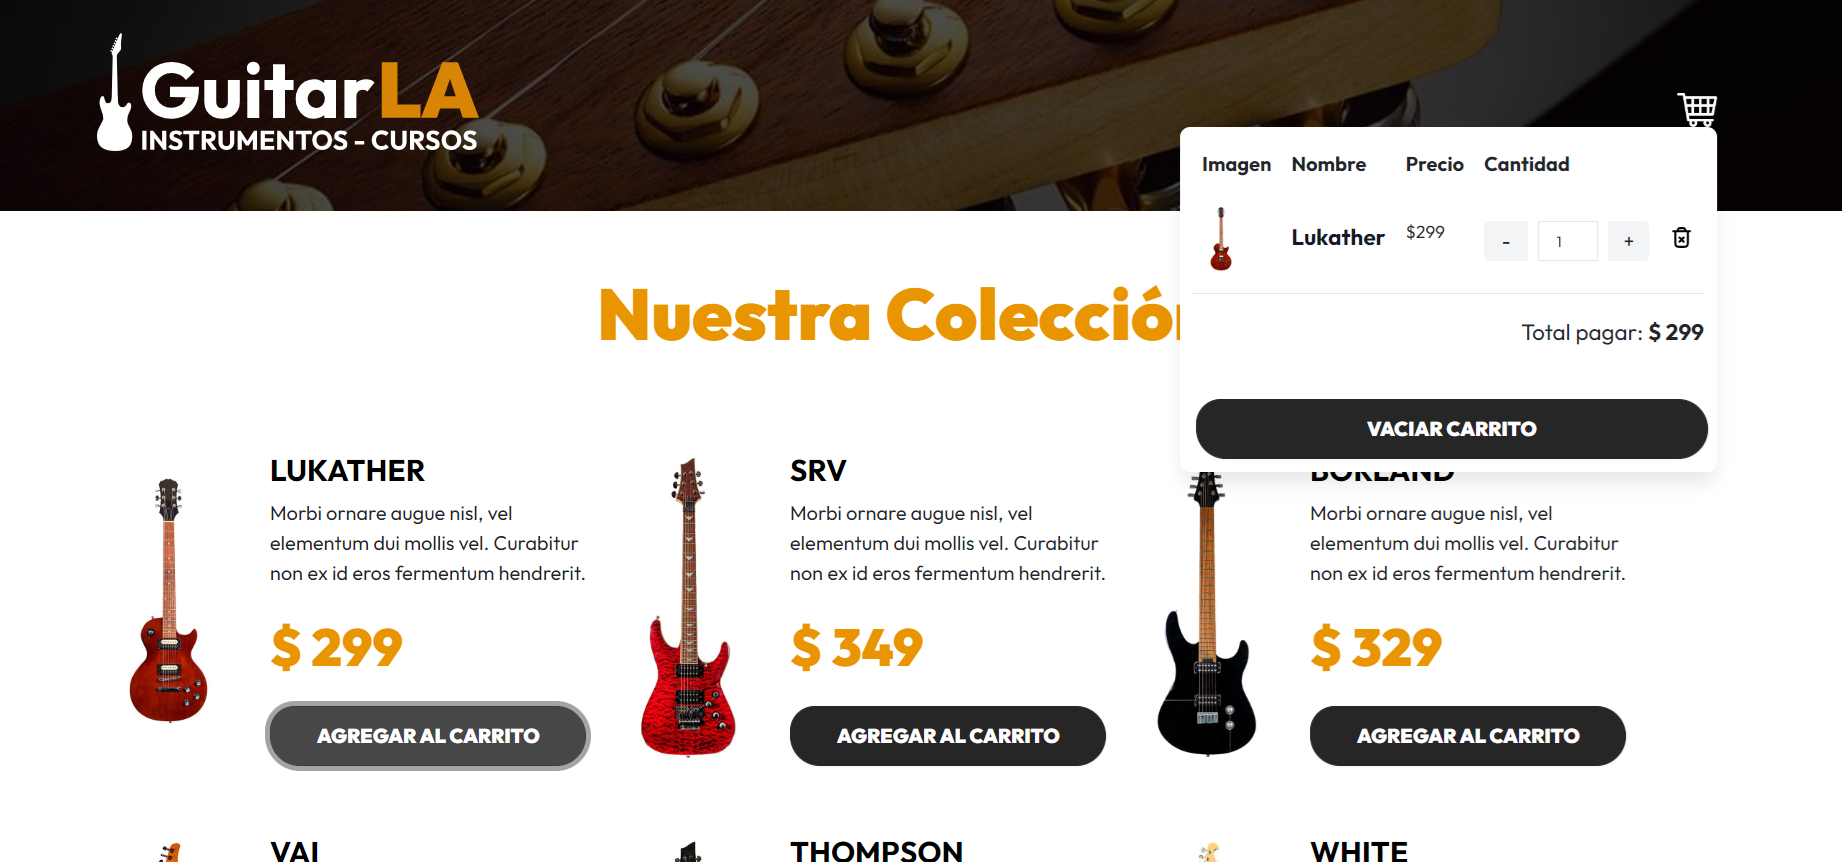 GuitarLA
INSTRUMENTOS - CURSOS
Imagen Nombre Precio Cantidad
Lukather $299 - 1 +
Total pagar: $ 299
VACIAR CARRITO
Nuestra Colección
LUKATHER
Morbi ornare augue nisl, vel
elementum dui mollis vel. Curabitur
non ex id eros fermentum hendrerit.
$ 299
AGREGAR AL CARRITO
SRV
Morbi ornare augue nisl, vel
elementum dui mollis vel. Curabitur
non ex id eros fermentum hendrerit.
$ 349
AGREGAR AL CARRITO
BORLAND
Morbi ornare augue nisl, vel
elementum dui mollis vel. Curabitur
non ex id eros fermentum hendrerit.
$ 329
AGREGAR AL CARRITO
VAI
THOMPSON
WHITE